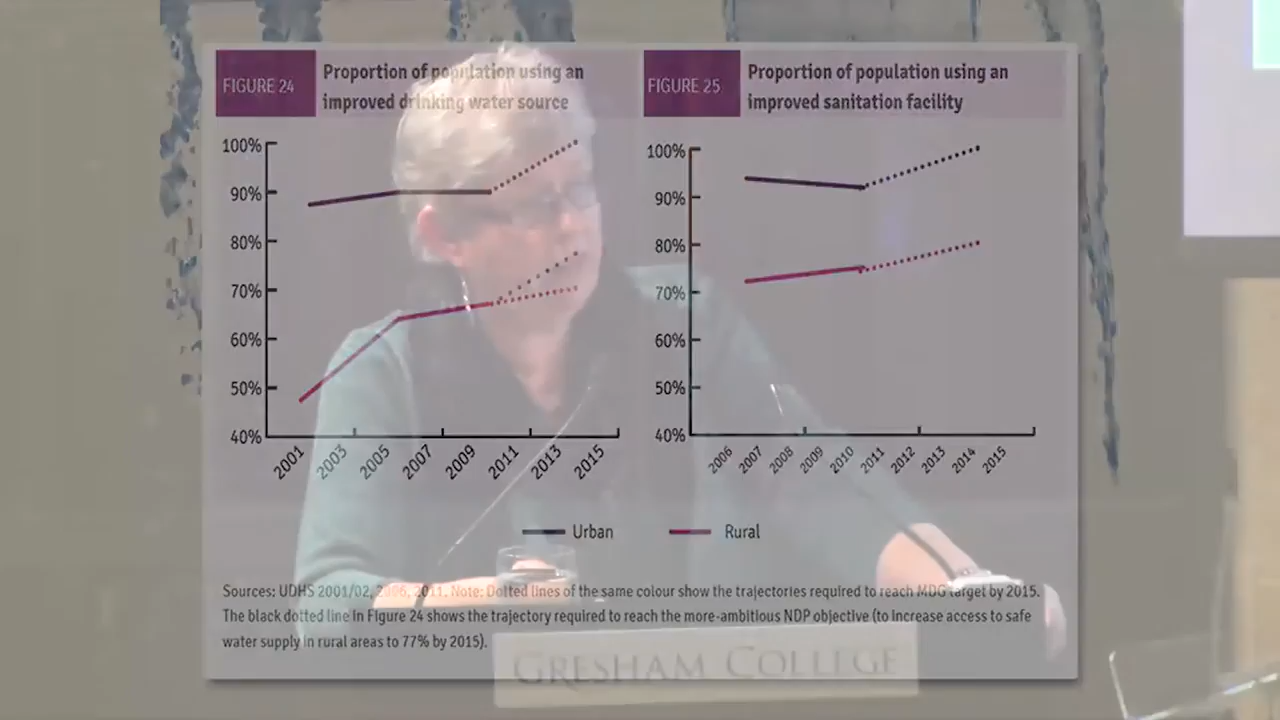 FIGURE 24
Proportion of population using an
improved drinking water source
100%
90%
80%
70%
60%
50%
40%
2001
2003
2005
2007
2009
2011
2013
2015
FIGURE 25
Proportion of population using an
improved sanitation facility
100%
90%
80%
70%
60%
50%
40%
2006
2007
2008
2009
2010
2011
2012
2013
2014
2015
Urban
Rural
Sources: UDHS 2001/02, 2006, 2011. Note: Dotted lines of the same colour show the trajectories required to reach MDG target by 2015.
The black dotted line in Figure 24 shows the trajectory required to reach the more-ambitious NDP objective (to increase access to safe
water supply in rural areas to 77% by 2015).
GRESHAM COLLEGE